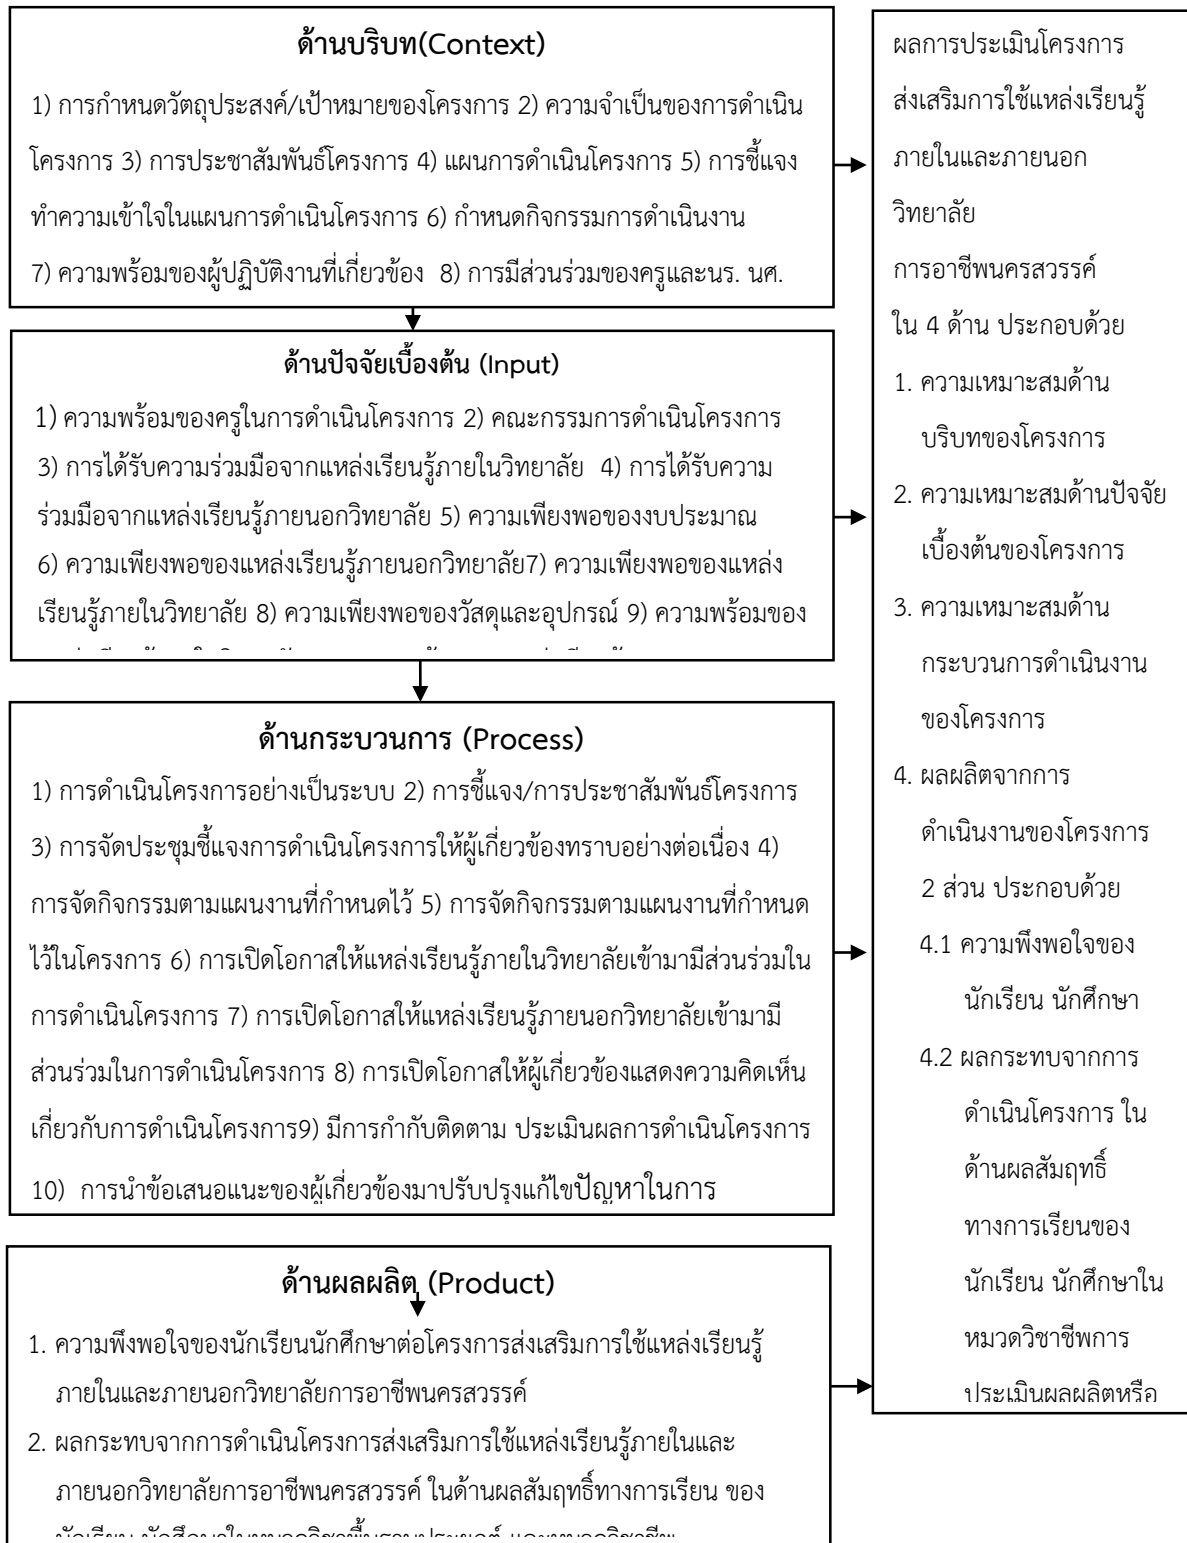 ด้านบริบท(Context)
1) การกำหนดวัตถุประสงค์/เป้าหมายของโครงการ 2) ความจำเป็นของการดำเนิน
โครงการ 3) การประชาสัมพันธ์โครงการ 4) แผนการดำเนินโครงการ 5) การชี้แจง
ทำความเข้าใจในแผนการดำเนินโครงการ 6) กำหนดกิจกรรมการดำเนินงาน
7) ความพร้อมของผู้ปฏิบัติงานที่เกี่ยวข้อง 8) การมีส่วนร่วมของครูและนร. นศ.
ด้านปัจจัยเบื้องต้น (Input)
1) ความพร้อมของครูในการดำเนินโครงการ 2) คณะกรรมการดำเนินโครงการ
3) การได้รับความร่วมมือจากแหล่งเรียนรู้ภายในวิทยาลัย 4) การได้รับความ
ร่วมมือจากแหล่งเรียนรู้ภายนอกวิทยาลัย 5) ความเพียงพอของงบประมาณ
6) ความเพียงพอของแหล่งเรียนรู้ภายนอกวิทยาลัย7) ความเพียงพอของแหล่ง
เรียนรู้ภายในวิทยาลัย 8) ความเพียงพอของวัสดุและอุปกรณ์ 9) ความพร้อมของ
ด้านกระบวนการ (Process)
1) การดำเนินโครงการอย่างเป็นระบบ 2) การชี้แจง/การประชาสัมพันธ์โครงการ
3) การจัดประชุมชี้แจงการดำเนินโครงการให้ผู้เกี่ยวข้องทราบอย่างต่อเนื่อง 4)
การจัดกิจกรรมตามแผนงานที่กำหนดไว้ 5) การจัดกิจกรรมตามแผนงานที่กำหนด
ไว้ในโครงการ 6) การเปิดโอกาสให้แหล่งเรียนรู้ภายในวิทยาลัยเข้ามามีส่วนร่วมใน
การดำเนินโครงการ 7) การเปิดโอกาสให้แหล่งเรียนรู้ภายนอกวิทยาลัยเข้ามามี
ส่วนร่วมในการดำเนินโครงการ 8) การเปิดโอกาสให้ผู้เกี่ยวข้องแสดงความคิดเห็น
เกี่ยวกับการดำเนินโครงการ9) มีการกำกับติดตาม ประเมินผลการดำเนินโครงการ
10) การนำข้อเสนอแนะของผู้เกี่ยวข้องมาปรับปรุงแก้ไขปัญหาในการ
ด้านผลผลิต (Product)
1. ความพึงพอใจของนักเรียนนักศึกษาต่อโครงการส่งเสริมการใช้แหล่งเรียนรู้
ภายในและภายนอกวิทยาลัยการอาชีพนครสวรรค์
2. ผลกระทบจากการดำเนินโครงการส่งเสริมการใช้แหล่งเรียนรู้ภายในและ
ภายนอกวิทยาลัยการอาชีพนครสวรรค์ ในด้านผลสัมฤทธิ์ทางการเรียน ของ
ผลการประเมินโครงการ
ส่งเสริมการใช้แหล่งเรียนรู้
ภายในและภายนอก
วิทยาลัย
การอาชีพนครสวรรค์
ใน 4 ด้าน ประกอบด้วย
1. ความเหมาะสมด้าน
บริบทของโครงการ
2. ความเหมาะสมด้านปัจจัย
เบื้องต้นของโครงการ
3. ความเหมาะสมด้าน
กระบวนการดำเนินงาน
ของโครงการ
4. ผลผลิตจากการ
ดำเนินงานของโครงการ
2 ส่วน ประกอบด้วย
4.1 ความพึงพอใจของ
นักเรียน นักศึกษา
4.2 ผลกระทบจากการ
ดำเนินโครงการ ใน
ด้านผลสัมฤทธิ์
ทางการเรียนของ
นักเรียน นักศึกษาใน
หมวดวิชาชีพการ
ประเมินผลผลิตหรือ